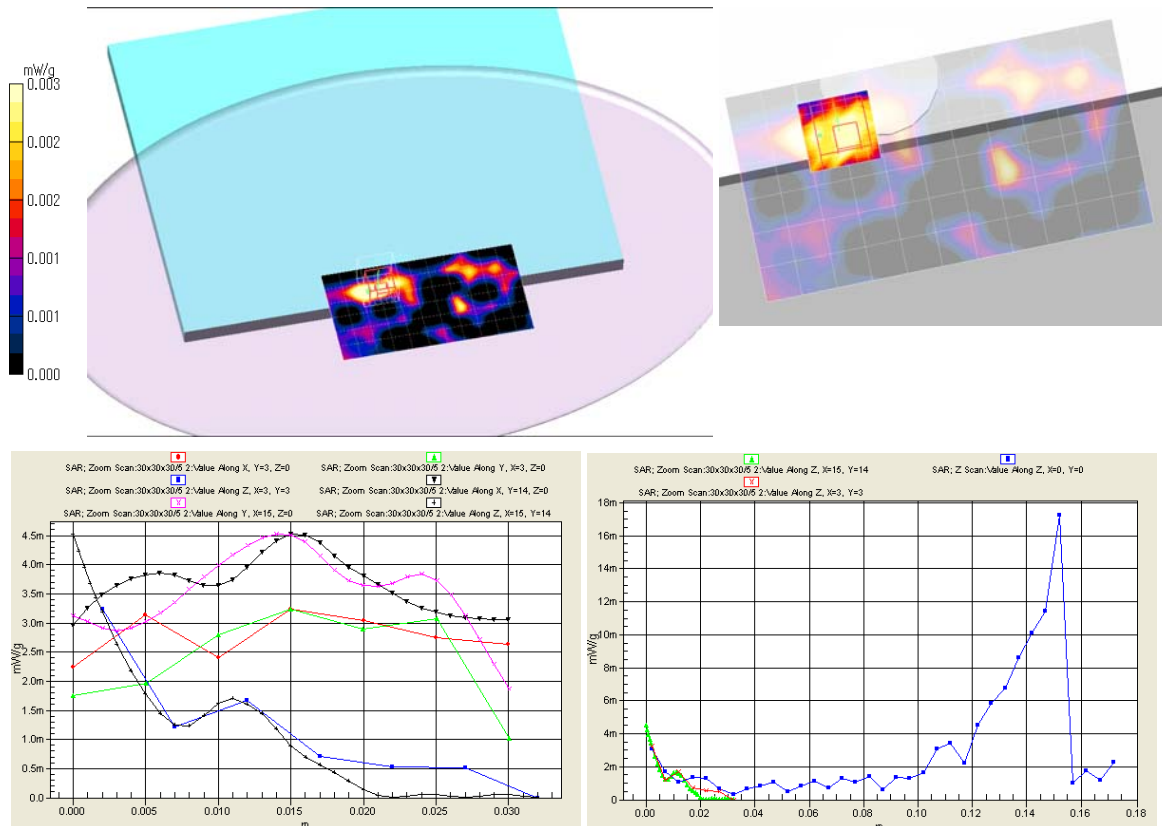 mW/g
0.003
0.002
0.002
0.001
0.001
0.000
SAR; Zoom Scan:30x30x30/5 2:Value Along X, Y=3, Z=0
SAR; Zoom Scan:30x30x30/5 2:Value Along Y, X=3, Z=0
SAR; Zoom Scan:30x30x30/5 2:Value Along Z, X=3, Y=3
SAR; Zoom Scan:30x30x30/5 2:Value Along X, Y=14, Z=0
SAR; Zoom Scan:30x30x30/5 2:Value Along Y, X=15, Z=0
SAR; Zoom Scan:30x30x30/5 2:Value Along Z, X=15, Y=14
4.5m
4.0m
3.5m
3.0m
2.5m
2.0m
1.5m
1.0m
0.5m
0.0
mW/g
0.000 0.005 0.010 0.015 0.020 0.025 0.030
m
SAR; Zoom Scan:30x30x30/5 2:Value Along Z, X=15, Y=14
SAR; Z Scan:Value Along Z, X=0, Y=0
SAR; Zoom Scan:30x30x30/5 2:Value Along Z, X=3, Y=3
18m
16m
14m
12m
10m
8m
6m
4m
2m
0
mW/g
0.00 0.02 0.04 0.06 0.08 0.10 0.12 0.14 0.16 0.18
m